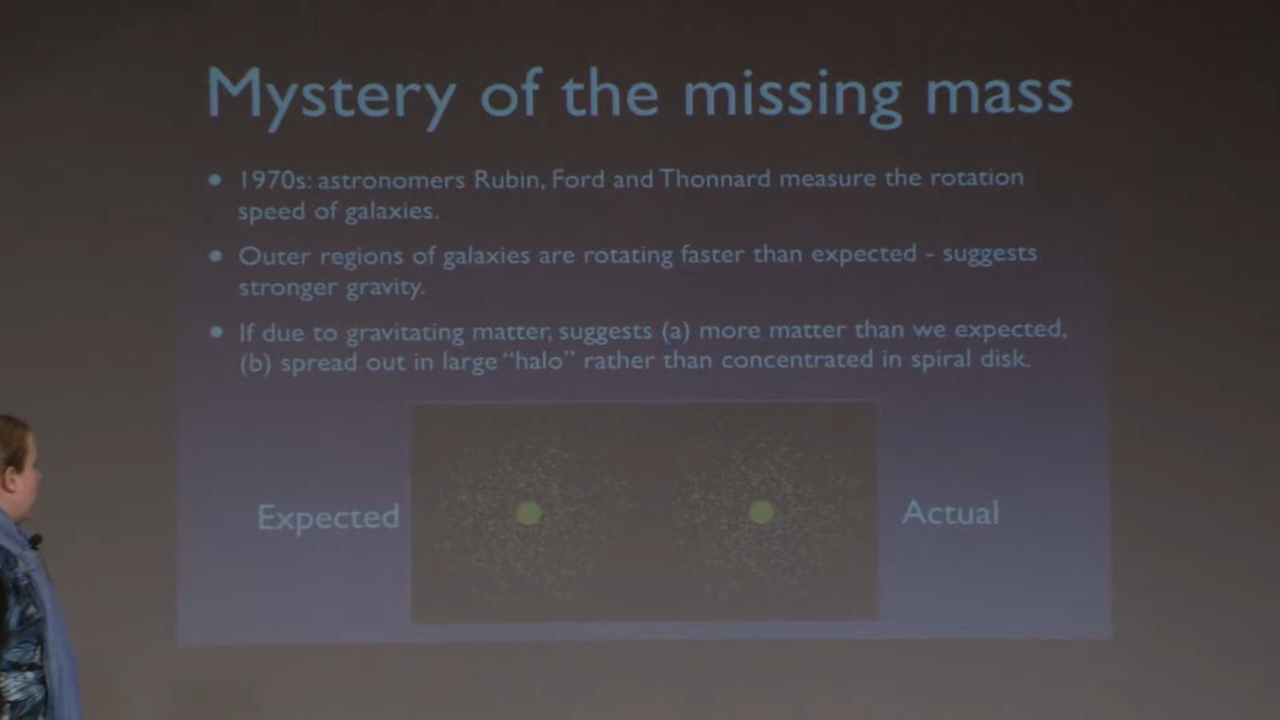 Mystery of the missing mass
• 1970s: astronomers Rubin, Ford and Thonnard measure the rotation
speed of galaxies.
• Outer regions of galaxies are rotating faster than expected - suggests
stronger gravity.
• If due to gravitating matter, suggests (a) more matter than we expected,
(b) spread out in large “halo” rather than concentrated in spiral disk.
Expected
Actual